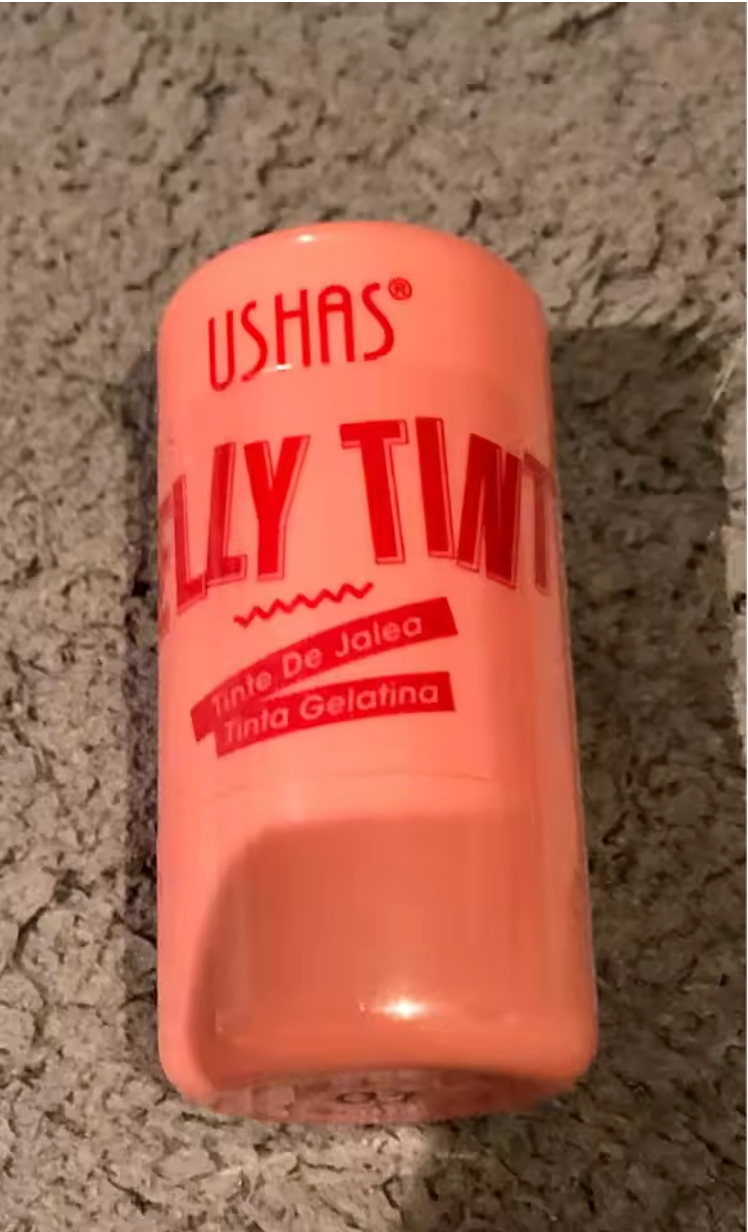 USHAS®
ELLY TINT
Tinte De Jalea
Tinta Gelatina